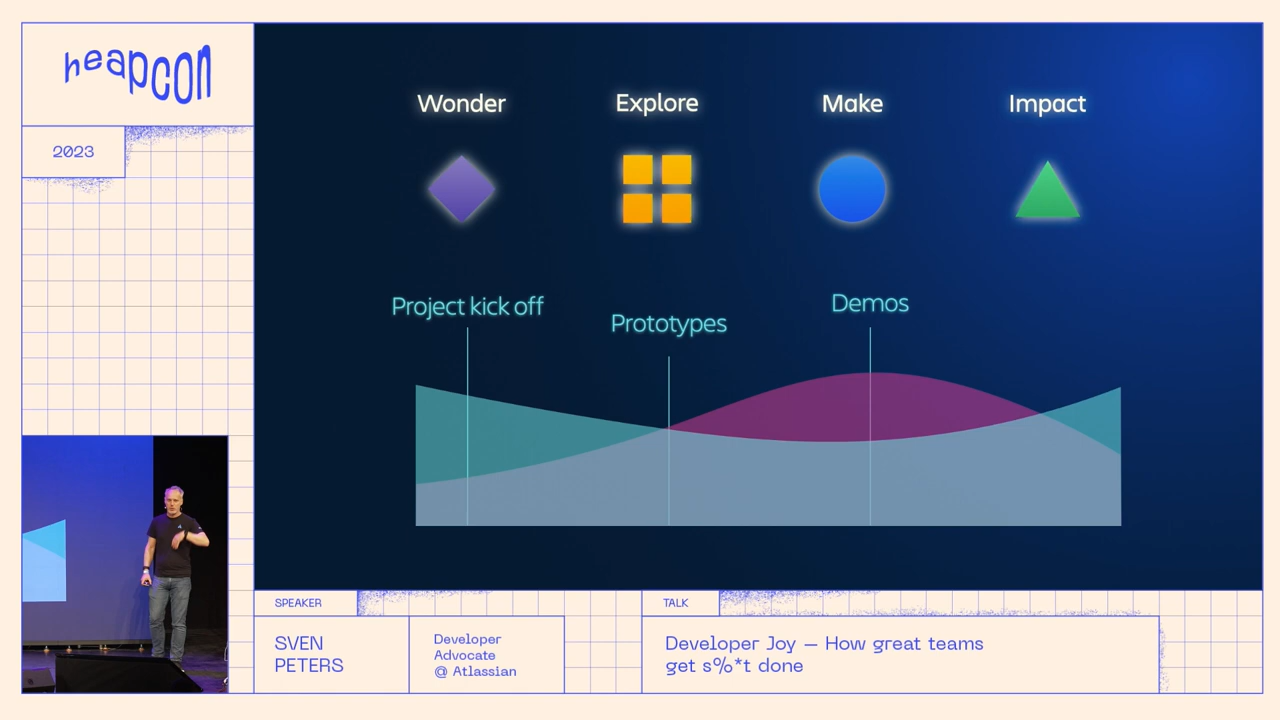 heapcon
2023
Wonder
Explore
Make
Impact
Project kick off
Prototypes
Demos
SPEAKER
SVEN
PETERS
Developer
Advocate
@ Atlassian
TALK
Developer Joy — How great teams
get s%*t done